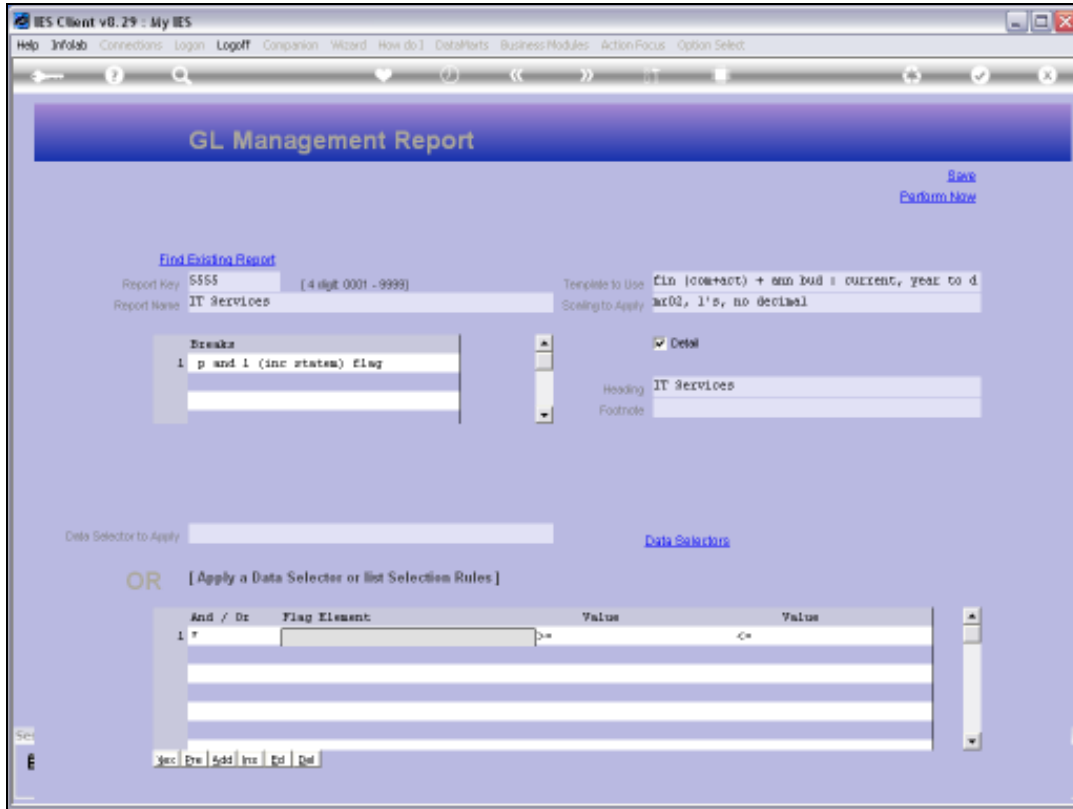 IES Client v8.29 : My IES
Help Infolab Connections Logon Logoff Companion Wizard How do I DataMarts Business Modules Action Focus Option Select
GL Management Report
Save
Perform Now
Find Existing Report
Report Key 5555 [ 4 digit: 0001 - 9999]
Template to Use fin (com+act) + ann bud : current, year to d
Report Name IT Services
Scaling to Apply mr02, 1's, no decimal
Breaks
1 p and l (inc statem) flag
Detail
Heading IT Services
Footnote
Data Selector to Apply
Data Selectors
OR [ Apply a Data Selector or list Selection Rules ]
And / Or Flag Element Value Value
1 >= <=
Nex Pre Add Ins Ed Del